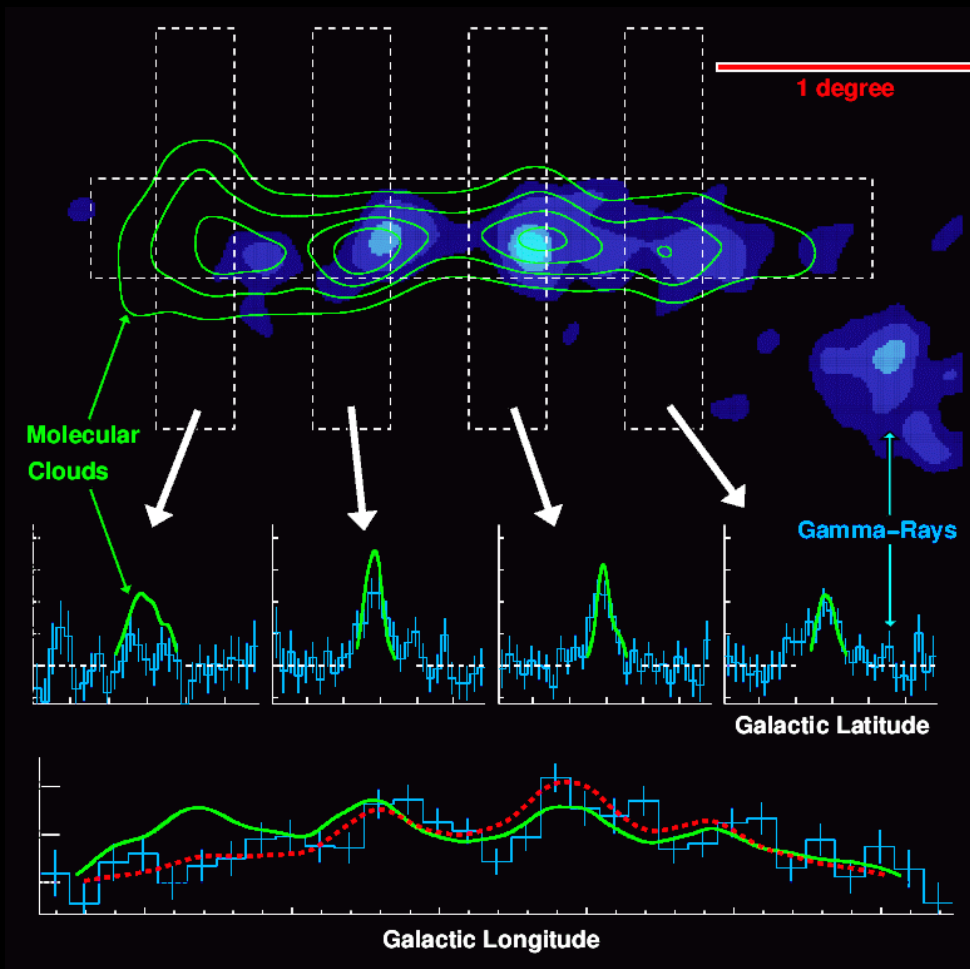 1 degree
Molecular
Clouds
Gamma-Rays
Galactic Latitude
Galactic Longitude